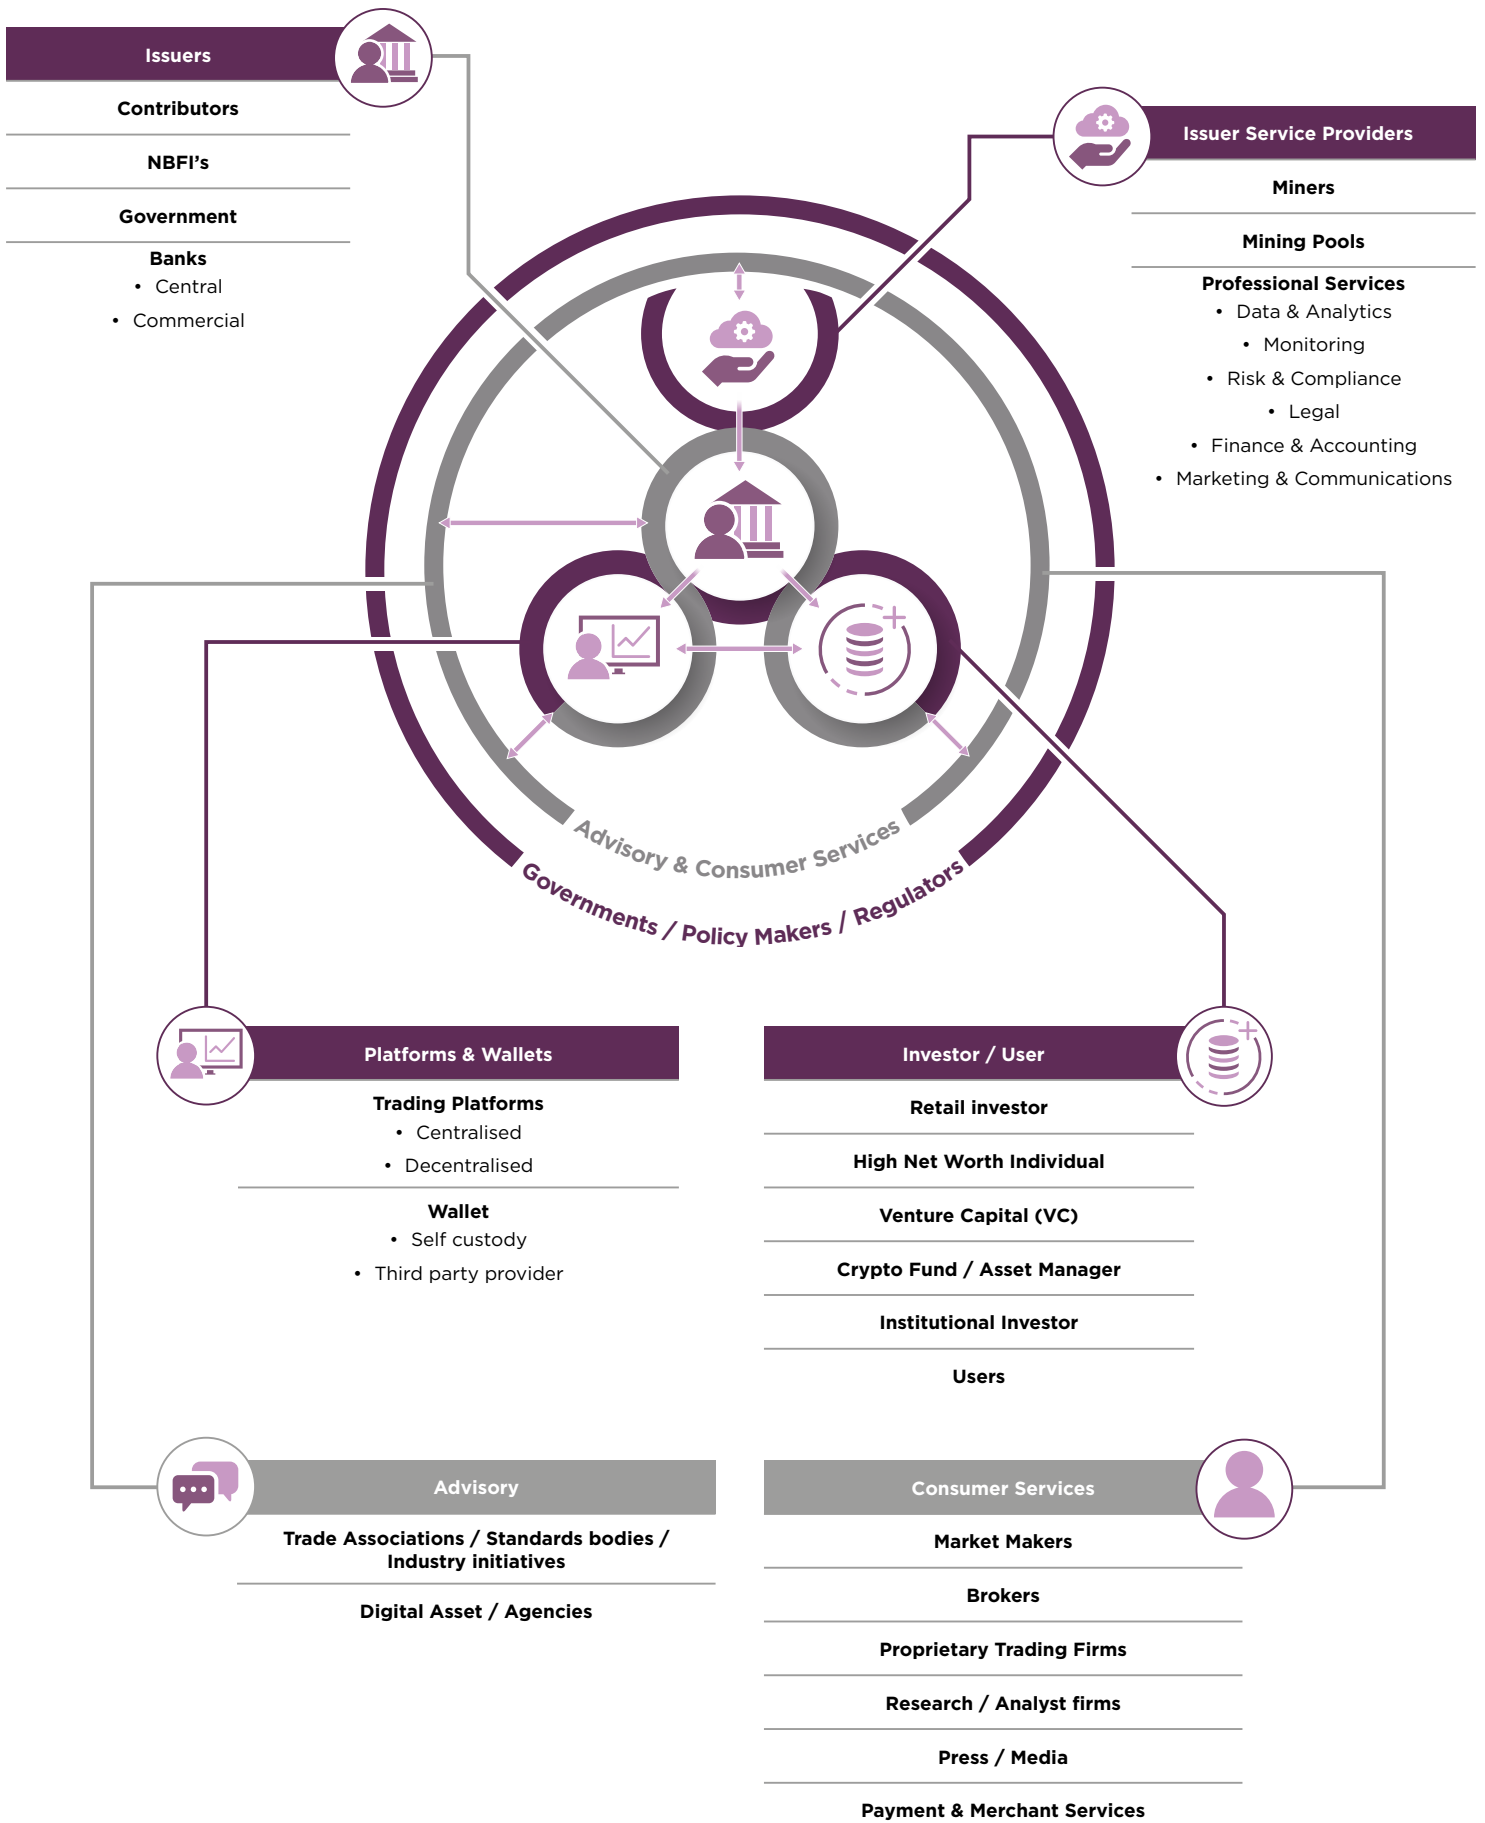 Issuers
Contributors
NBFI's
Government
Banks
• Central
• Commercial
Issuer Service Providers
Miners
Mining Pools
Professional Services
• Data & Analytics
• Monitoring
• Risk & Compliance
• Legal
• Finance & Accounting
• Marketing & Communications
Advisory & Consumer Services
Governments / Policy Makers / Regulators
Platforms & Wallets
Trading Platforms
• Centralised
• Decentralised
Wallet
• Self custody
• Third party provider
Investor / User
Retail investor
High Net Worth Individual
Venture Capital (VC)
Crypto Fund / Asset Manager
Institutional Investor
Users
Advisory
Trade Associations / Standards bodies /
Industry initiatives
Digital Asset / Agencies
Consumer Services
Market Makers
Brokers
Proprietary Trading Firms
Research / Analyst firms
Press / Media
Payment & Merchant Services